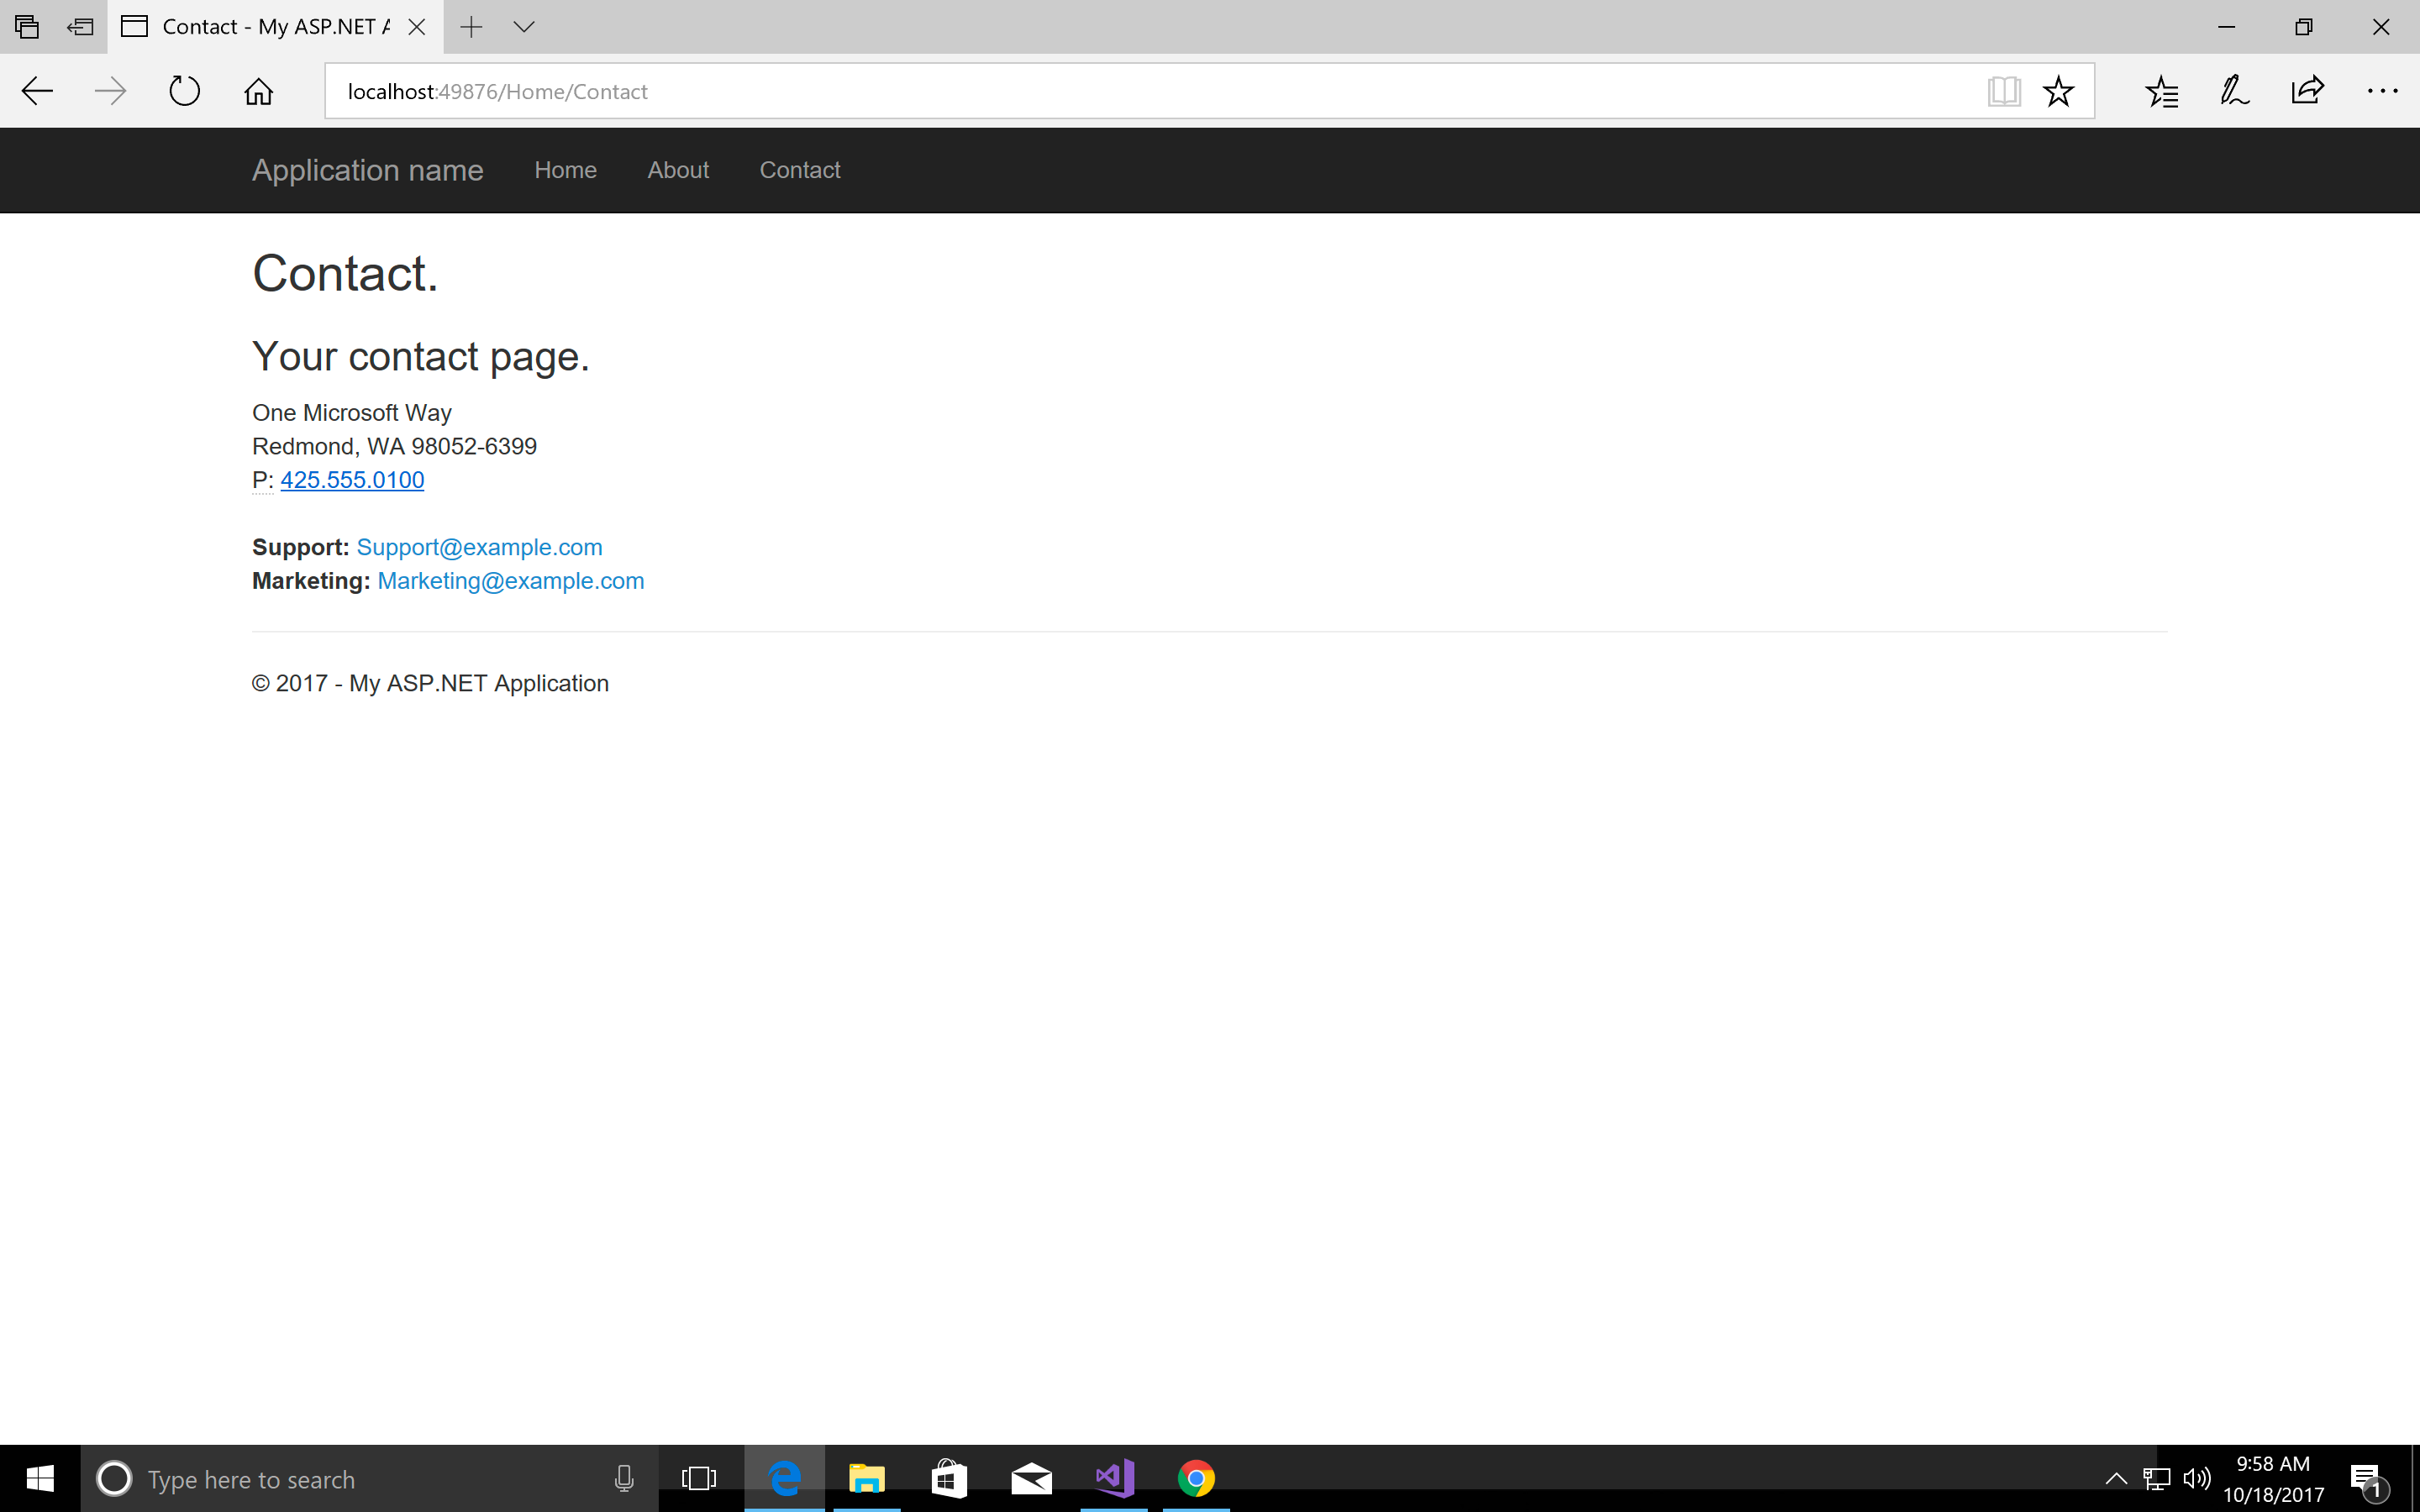 Contact - My ASP.NET A
localhost:49876/Home/Contact
Application name Home About Contact
Contact.
Your contact page.
One Microsoft Way
Redmond, WA 98052-6399
P: 425.555.0100
Support: Support@example.com
Marketing: Marketing@example.com
© 2017 - My ASP.NET Application
Type here to search
9:58 AM
10/18/2017
1